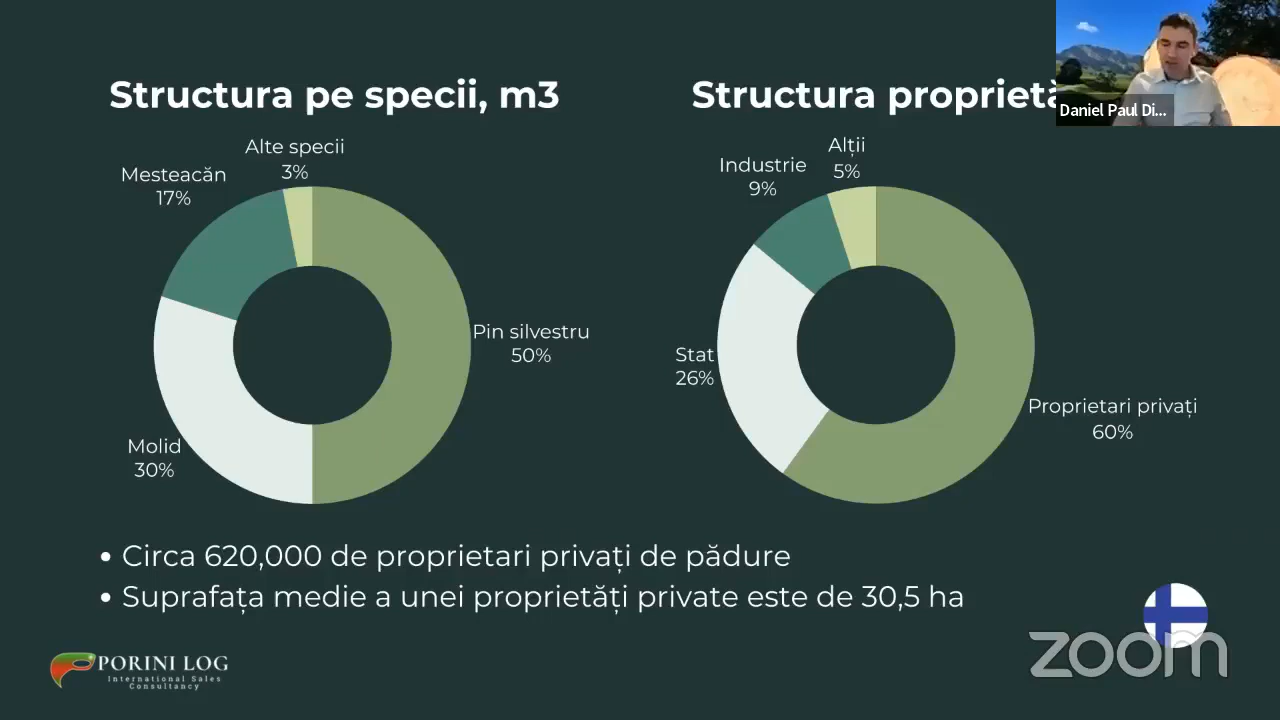 Structura pe specii, m3
Structura proprietă
Daniel Paul Di...
Alte specii
3%
Mesteacăn
17%
Pin silvestru
50%
Molid
30%
Alții
5%
Industrie
9%
Stat
26%
Proprietari privați
60%
• Circa 620,000 de proprietari privați de pădure
• Suprafața medie a unei proprietăți private este de 30,5 ha
PORINI LOG
International Sales
Consultancy
zoom